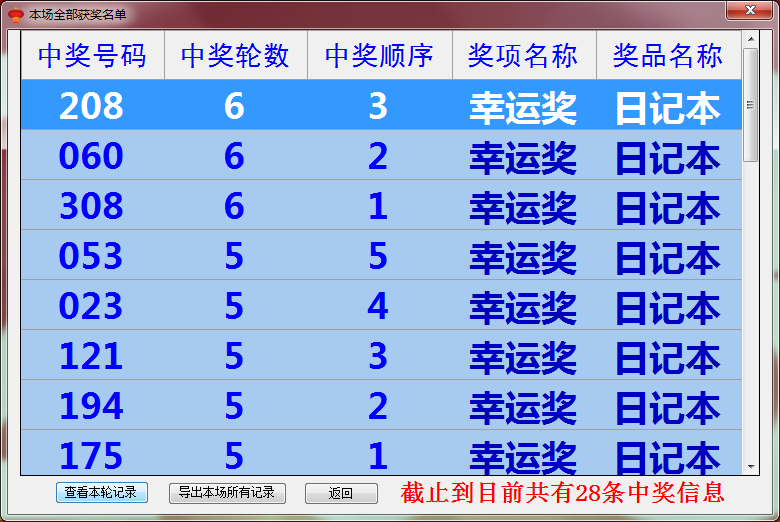 本场全部获奖名单
中奖号码 中奖轮数 中奖顺序 奖项名称 奖品名称
208 6 3 幸运奖 日记本
060 6 2 幸运奖 日记本
308 6 1 幸运奖 日记本
053 5 5 幸运奖 日记本
023 5 4 幸运奖 日记本
121 5 3 幸运奖 日记本
194 5 2 幸运奖 日记本
175 5 1 幸运奖 日记本
查看本轮记录 导出本场所有记录 返回 截止到目前共有28条中奖信息